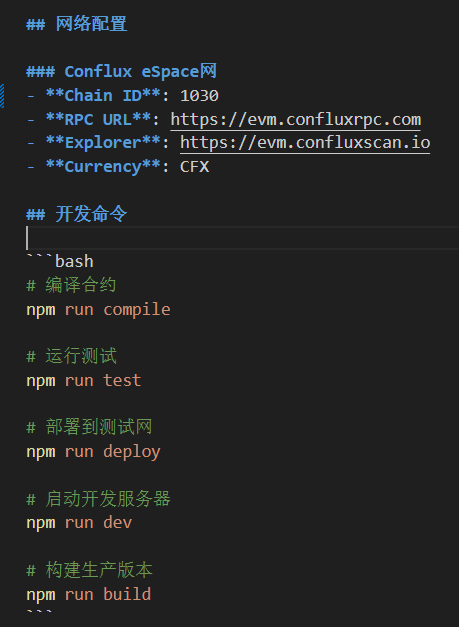 ## 网络配置
### Conflux eSpace网
- **Chain ID**: 1030
- **RPC URL**: https://evm.confluxrpc.com
- **Explorer**: https://evm.confluxscan.io
- **Currency**: CFX
## 开发命令
```bash
# 编译合约
npm run compile
# 运行测试
npm run test
# 部署到测试网
npm run deploy
# 启动开发服务器
npm run dev
# 构建生产版本
npm run build
```